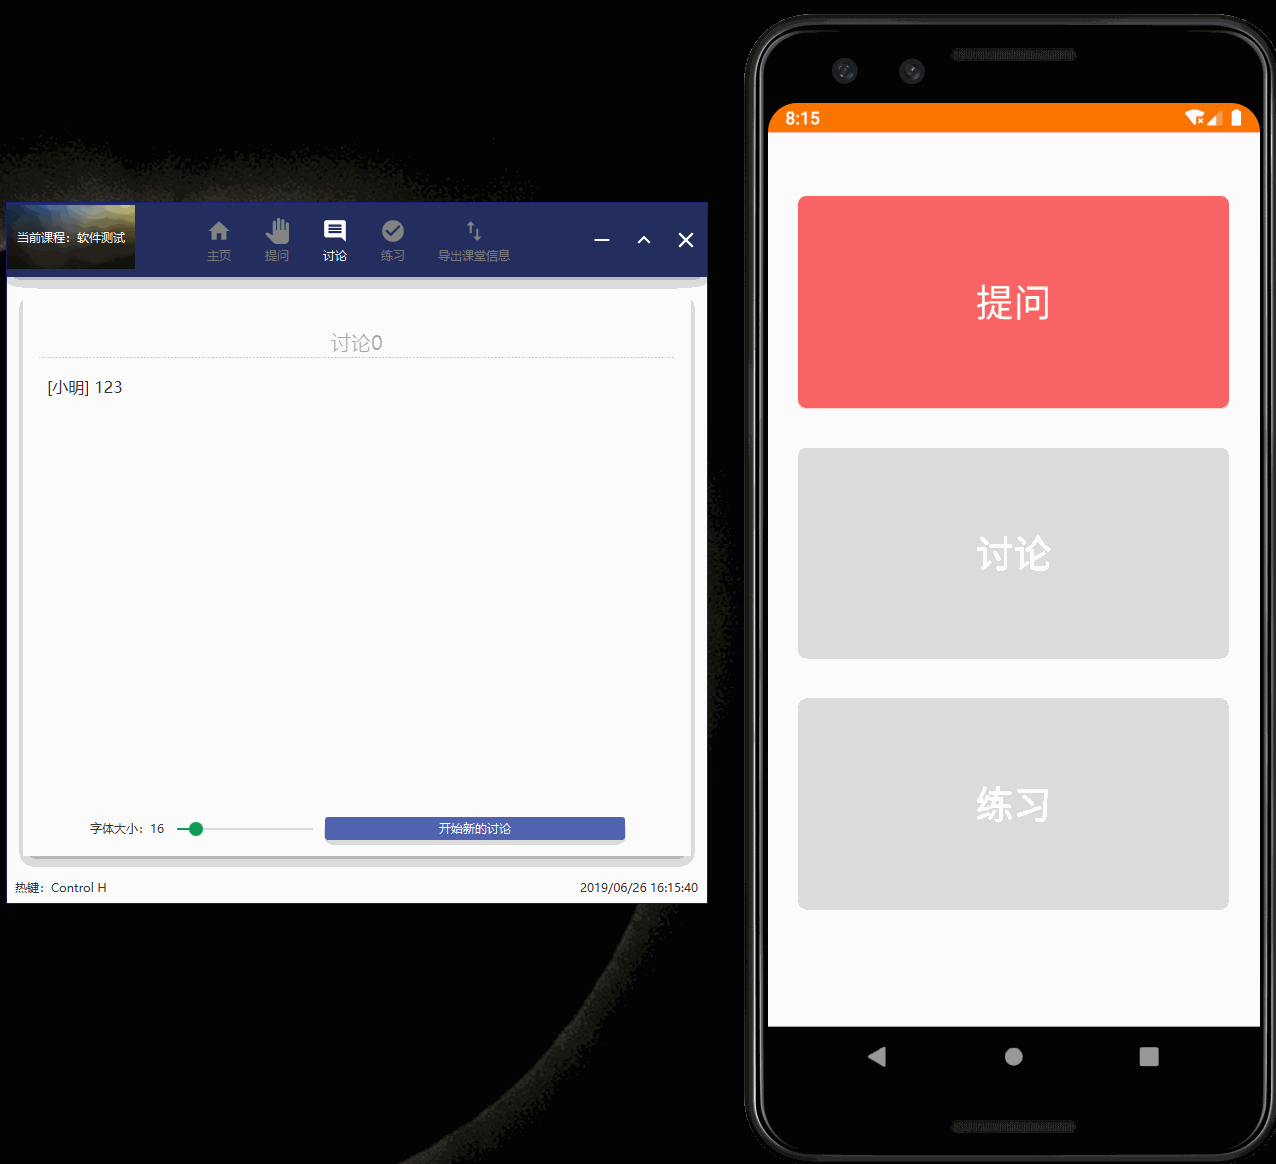 当前课程：软件测试
主页
提问
讨论
练习
导出课堂信息
讨论0
[小明] 123
字体大小：16
开始新的讨论
热键：Control H
2019/06/26 16:15:40
8:15
提问
讨论
练习